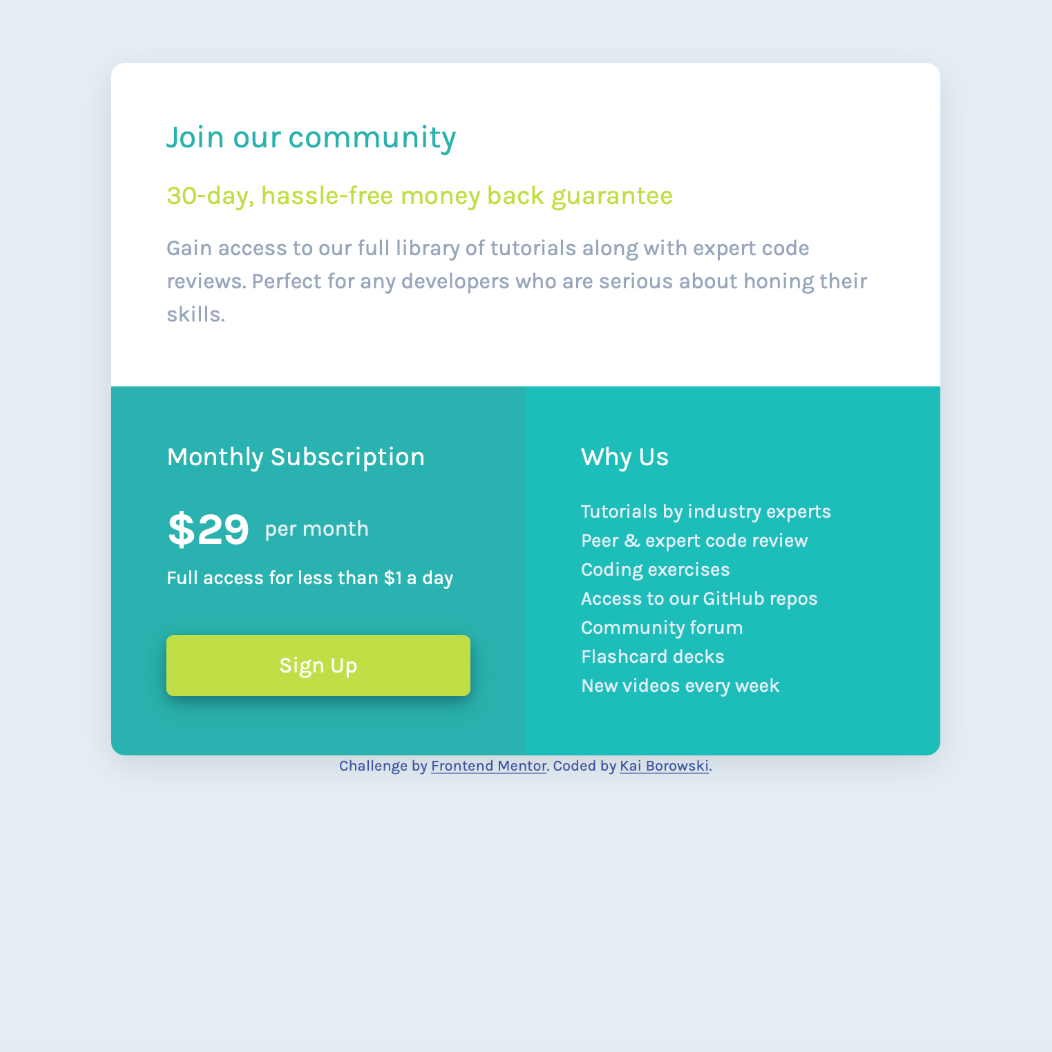 Join our community
30-day, hassle-free money back guarantee
Gain access to our full library of tutorials along with expert code
reviews. Perfect for any developers who are serious about honing their
skills.
Monthly Subscription
$29 per month
Full access for less than $1 a day
Sign Up
Why Us
Tutorials by industry experts
Peer & expert code review
Coding exercises
Access to our GitHub repos
Community forum
Flashcard decks
New videos every week
Challenge by Frontend Mentor. Coded by Kai Borowski.